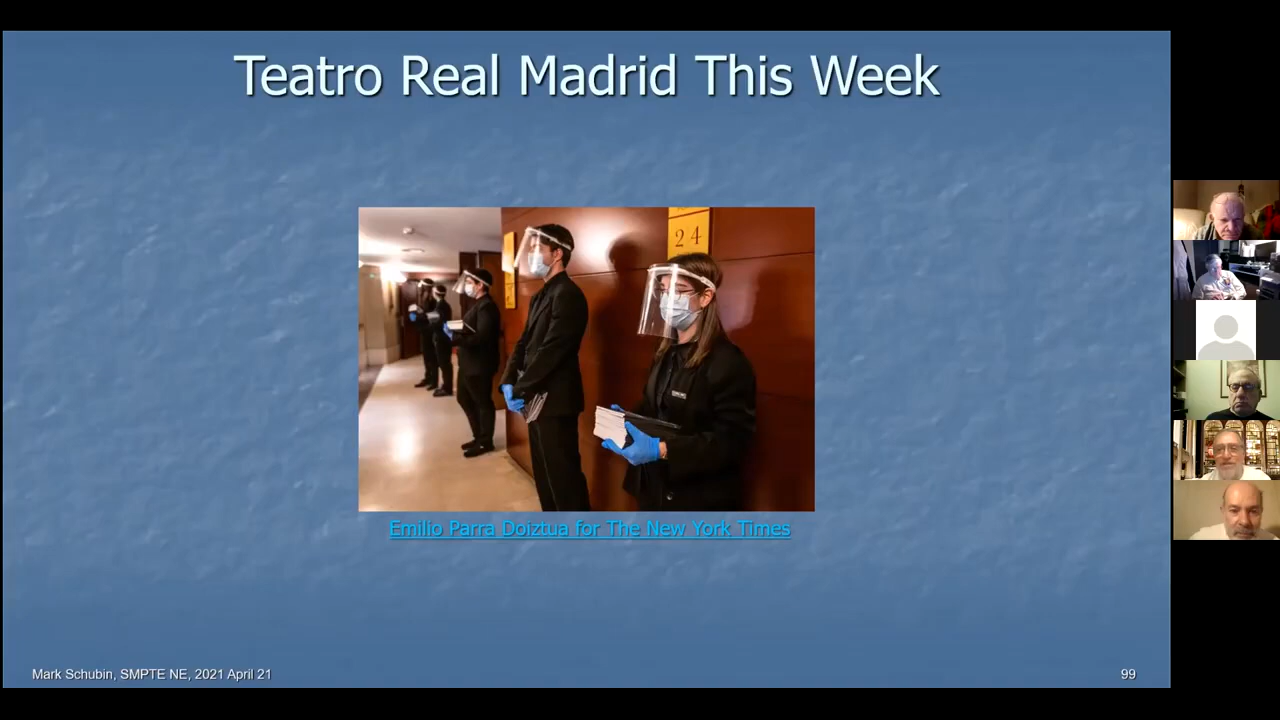 Teatro Real Madrid This Week
24
Emilio Parra Doiztua for The New York Times
Mark Schubin, SMPTE NE, 2021 April 21
99